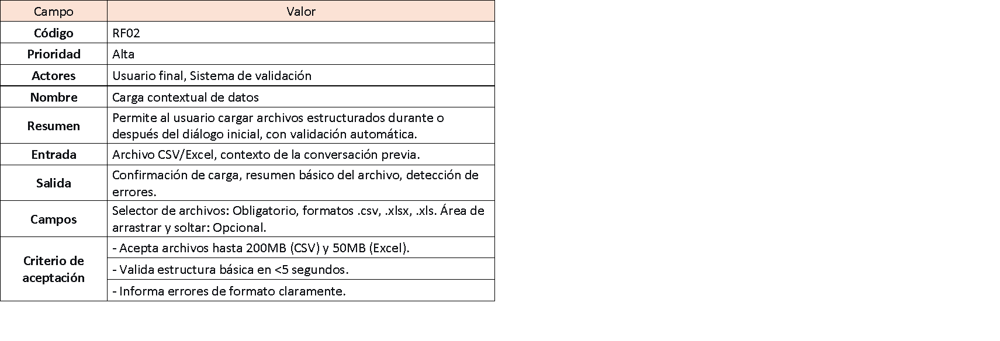 Campo Valor
Código RF02
Prioridad Alta
Actores Usuario final, Sistema de validación
Nombre Carga contextual de datos
Resumen Permite al usuario cargar archivos estructurados durante o
después del diálogo inicial, con validación automática.
Entrada Archivo CSV/Excel, contexto de la conversación previa.
Salida Confirmación de carga, resumen básico del archivo, detección de
errores.
Campos Selector de archivos: Obligatorio, formatos .csv, .xlsx, .xls. Área de
arrastrar y soltar: Opcional.
Criterio de
aceptación
- Acepta archivos hasta 200MB (CSV) y 50MB (Excel).
- Valida estructura básica en <5 segundos.
- Informa errores de formato claramente.